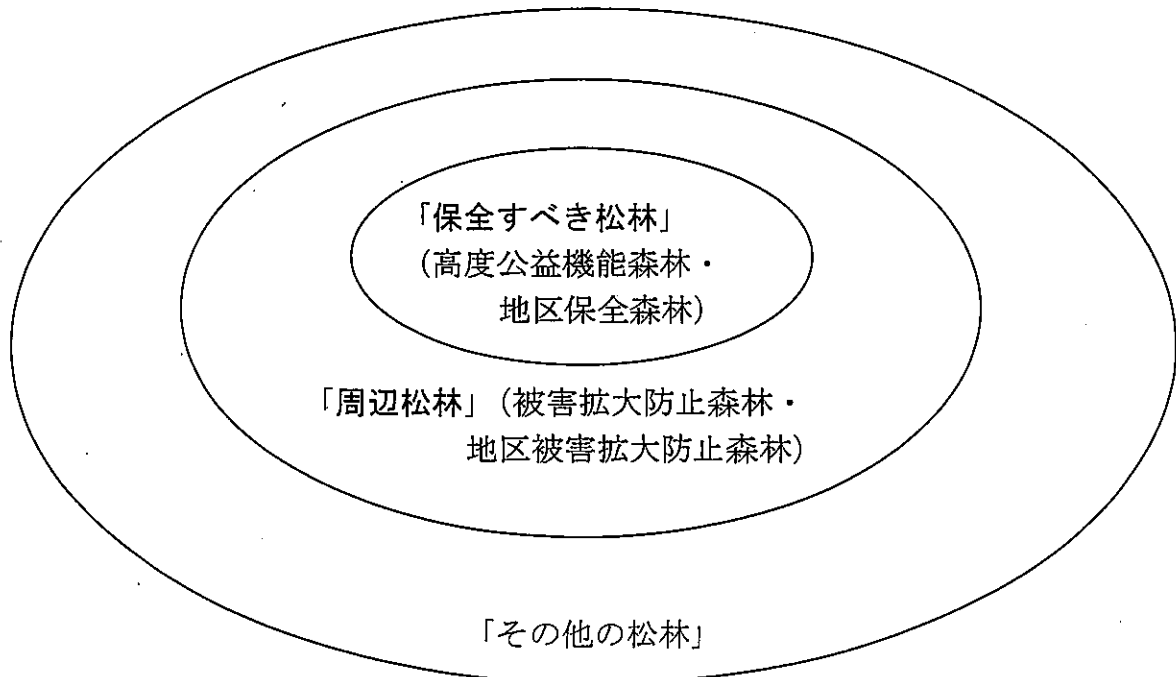 「保全すべき松林」
（高度公益機能森林・
地区保全森林）
「周辺松林」（被害拡大防止森林・
地区被害拡大防止森林）
「その他の松林」